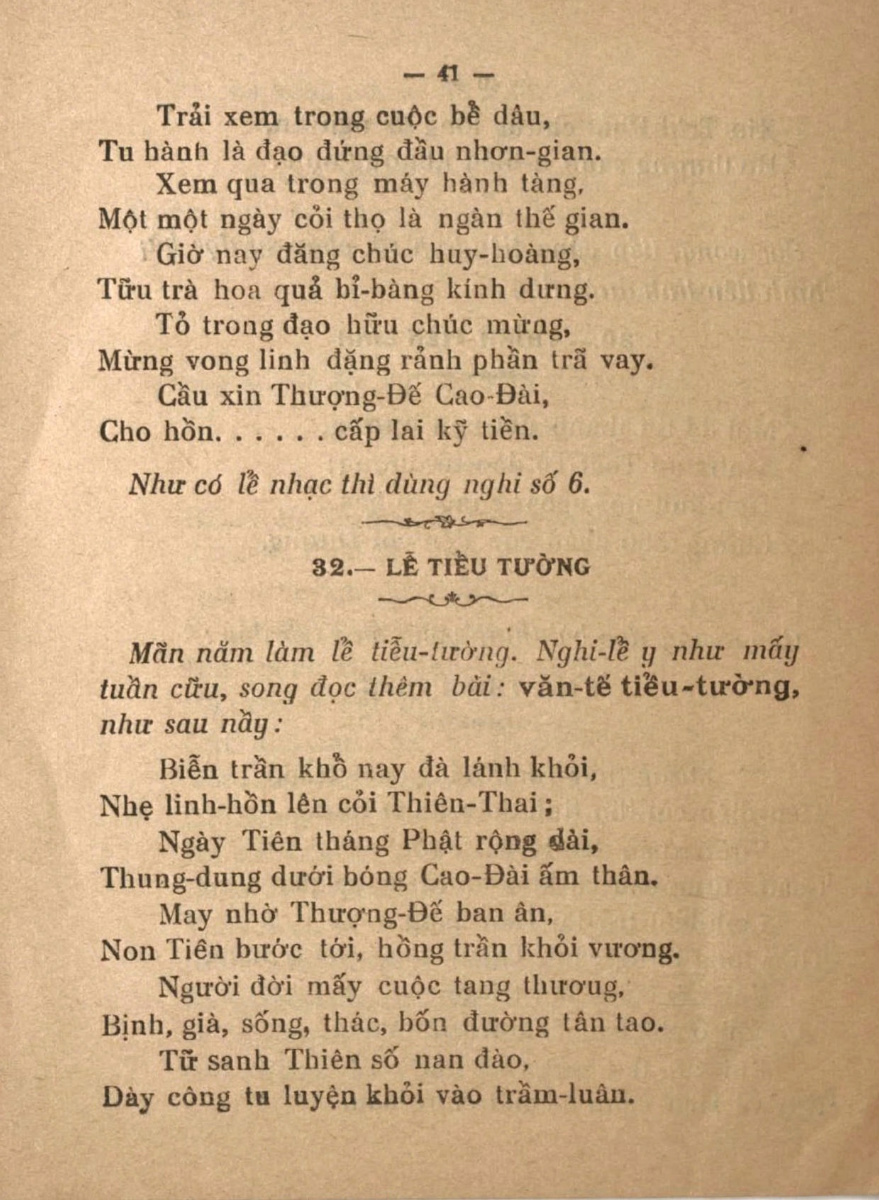 — 41 —
Trải xem trong cuộc bể dâu,
Tu hành là đạo đứng đầu nhơn-gian.
Xem qua trong máy hành tàng,
Một một ngày cỏi thọ là ngàn thế gian.
Giờ nay đăng chúc huy-hoàng,
Tữu trà hoa quả bỉ-bàng kính dưng.
Tỏ trong đạo hữu chúc mừng,
Mừng vong linh đặng rảnh phần trã vay.
Cầu xin Thượng-Đế Cao-Đài,
Cho hồn. . . . . . cấp lai kỹ tiền.
Như có lể nhạc thì dùng nghi số 6.
32.— LỄ TIỀU TƯỜNG
Mãn năm làm lể tiễu-tường. Nghi-lể y như mấy
tuần cữu, song đọc thêm bài: văn-tế tiểu-tường,
như sau nầy:
Biễn trần khổ nay đà lánh khỏi,
Nhẹ linh-hồn lên cỏi Thiên-Thai;
Ngày Tiên tháng Phật rộng dài,
Thung-dung dưới bóng Cao-Đài ấm thân.
May nhờ Thượng-Đế ban ân,
Non Tiên bước tới, hồng trần khỏi vương.
Người đời mấy cuộc tang thươug,
Bịnh, già, sống, thác, bốn đường tân tao.
Tữ sanh Thiên số nan đào,
Dày công tu luyện khỏi vào trầm-luân.